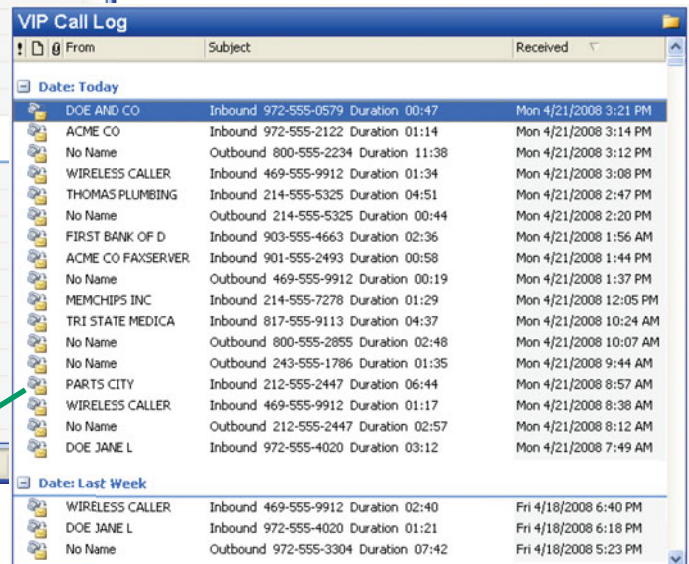 VIP Call Log
! From Subject Received
Date: Today
DOE AND CO Inbound 972-555-0579 Duration 00:47 Mon 4/21/2008 3:21 PM
ACME CO Inbound 972-555-2122 Duration 01:14 Mon 4/21/2008 3:14 PM
No Name Outbound 800-555-2234 Duration 11:38 Mon 4/21/2008 3:12 PM
WIRELESS CALLER Inbound 469-555-9912 Duration 01:34 Mon 4/21/2008 3:08 PM
THOMAS PLUMBING Inbound 214-555-5325 Duration 04:51 Mon 4/21/2008 2:47 PM
No Name Outbound 214-555-5325 Duration 00:44 Mon 4/21/2008 2:20 PM
FIRST BANK OF D Inbound 903-555-4663 Duration 02:36 Mon 4/21/2008 1:56 AM
ACME CO FAXSERVER Inbound 901-555-2493 Duration 00:58 Mon 4/21/2008 1:44 PM
No Name Outbound 469-555-9912 Duration 00:19 Mon 4/21/2008 1:37 PM
MEMCHIPS INC Inbound 214-555-7278 Duration 01:29 Mon 4/21/2008 12:05 PM
TRI STATE MEDICA Inbound 817-555-9113 Duration 04:37 Mon 4/21/2008 10:24 AM
No Name Outbound 800-555-2855 Duration 02:48 Mon 4/21/2008 10:07 AM
No Name Outbound 243-555-1786 Duration 01:35 Mon 4/21/2008 9:44 AM
PARTS CITY Inbound 212-555-2447 Duration 06:44 Mon 4/21/2008 8:57 AM
WIRELESS CALLER Inbound 469-555-9912 Duration 01:17 Mon 4/21/2008 8:38 AM
No Name Outbound 212-555-2447 Duration 02:57 Mon 4/21/2008 8:12 AM
DOE JANE L Inbound 972-555-4020 Duration 03:12 Mon 4/21/2008 7:49 AM
Date: Last Week
WIRELESS CALLER Inbound 469-555-9912 Duration 02:40 Fri 4/18/2008 6:40 PM
DOE JANE L Inbound 972-555-4020 Duration 01:21 Fri 4/18/2008 6:18 PM
No Name Outbound 972-555-3304 Duration 07:42 Fri 4/18/2008 5:23 PM